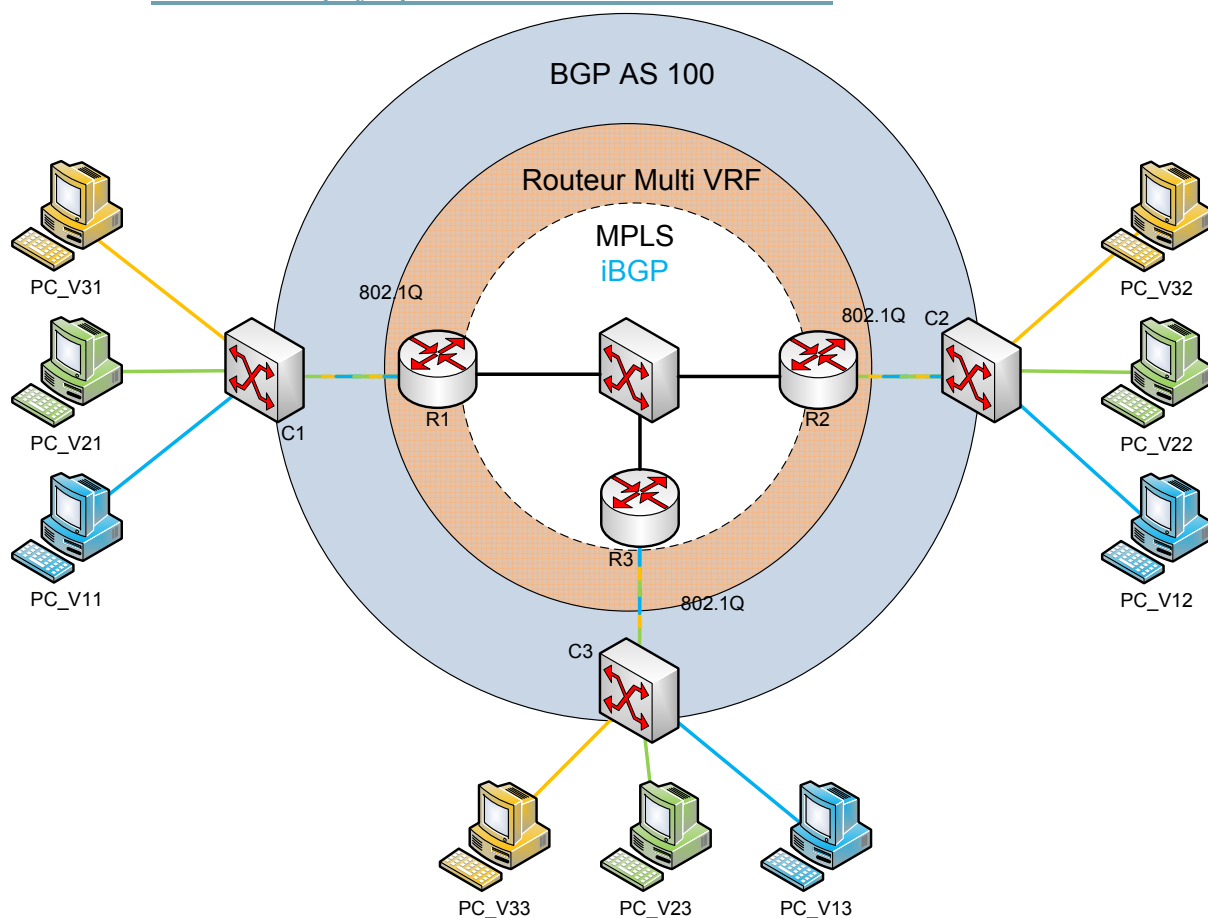 BGP AS 100
Routeur Multi VRF
MPLS
iBGP
802.1Q
802.1Q
C2
PC_V31
PC_V32
R1
R2
C1
PC_V21
PC_V22
R3
PC_V11
PC_V12
802.1Q
C3
PC_V33
PC_V23
PC_V13